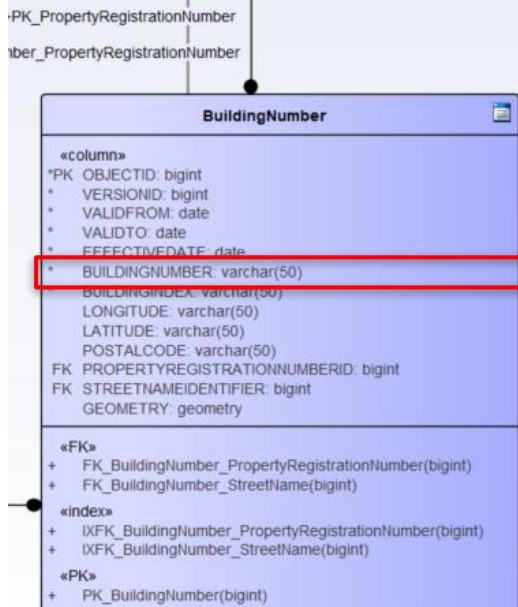 PK_PropertyRegistrationNumber
ber_PropertyRegistrationNumber
BuildingNumber
«column»
*PK OBJECTID: bigint
* VERSIONID: bigint
* VALIDFROM: date
* VALIDTO: date
* EFFECTIVEDATE: date
* BUILDINGNUMBER: varchar(50)
BUILDINGINDEX: varchar(50)
LONGITUDE: varchar(50)
LATITUDE: varchar(50)
POSTALCODE: varchar(50)
FK PROPERTYREGISTRATIONNUMBERID: bigint
FK STREETNAMEIDENTIFIER: bigint
GEOMETRY: geometry
«FK»
+ FK_BuildingNumber_PropertyRegistrationNumber(bigint)
+ FK_BuildingNumber_StreetName(bigint)
«index»
+ IXFK_BuildingNumber_PropertyRegistrationNumber(bigint)
+ IXFK_BuildingNumber_StreetName(bigint)
«PK»
+ PK_BuildingNumber(bigint)